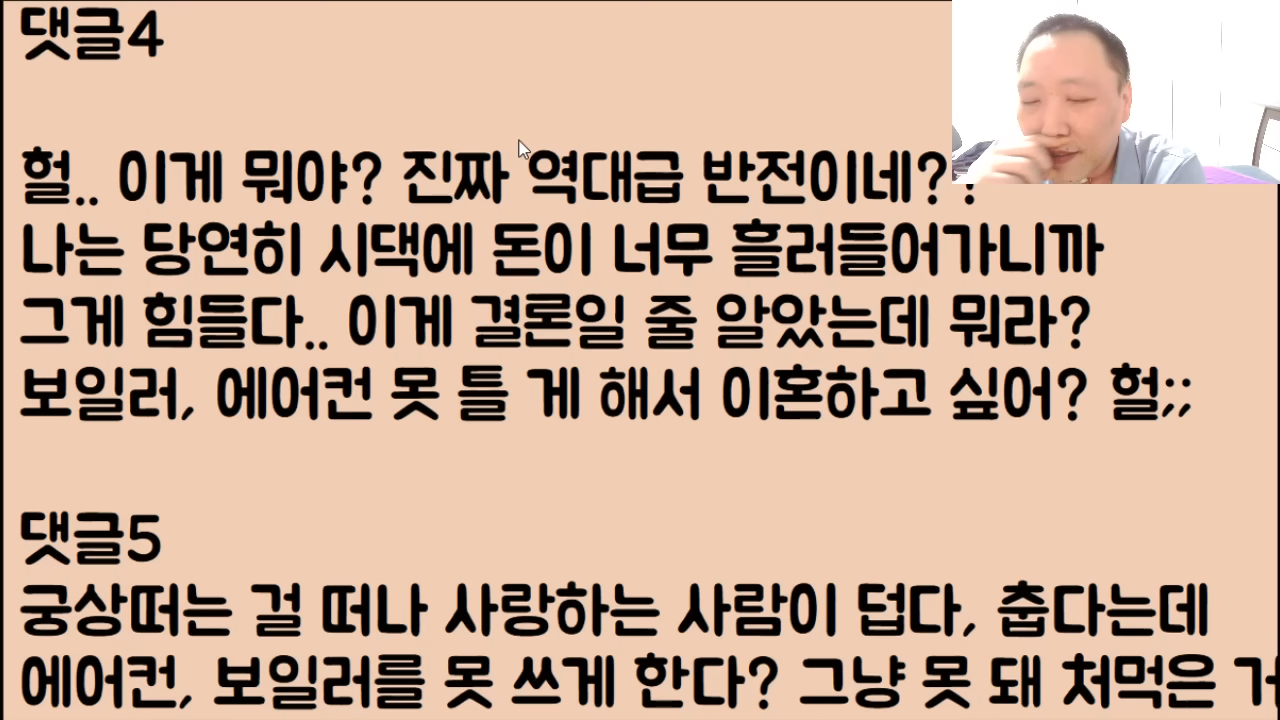 댓글4
헐.. 이게 뭐야? 진짜 역대급 반전이네??
나는 당연히 시댁에 돈이 너무 흘러들어가니까
그게 힘들다.. 이게 결론일 줄 알았는데 뭐라?
보일러, 에어컨 못 틀 게 해서 이혼하고 싶어? 헐;;
댓글5
궁상떠는 걸 떠나 사랑하는 사람이 덥다, 춥다는데
에어컨, 보일러를 못 쓰게 한다? 그냥 못 돼 처먹은